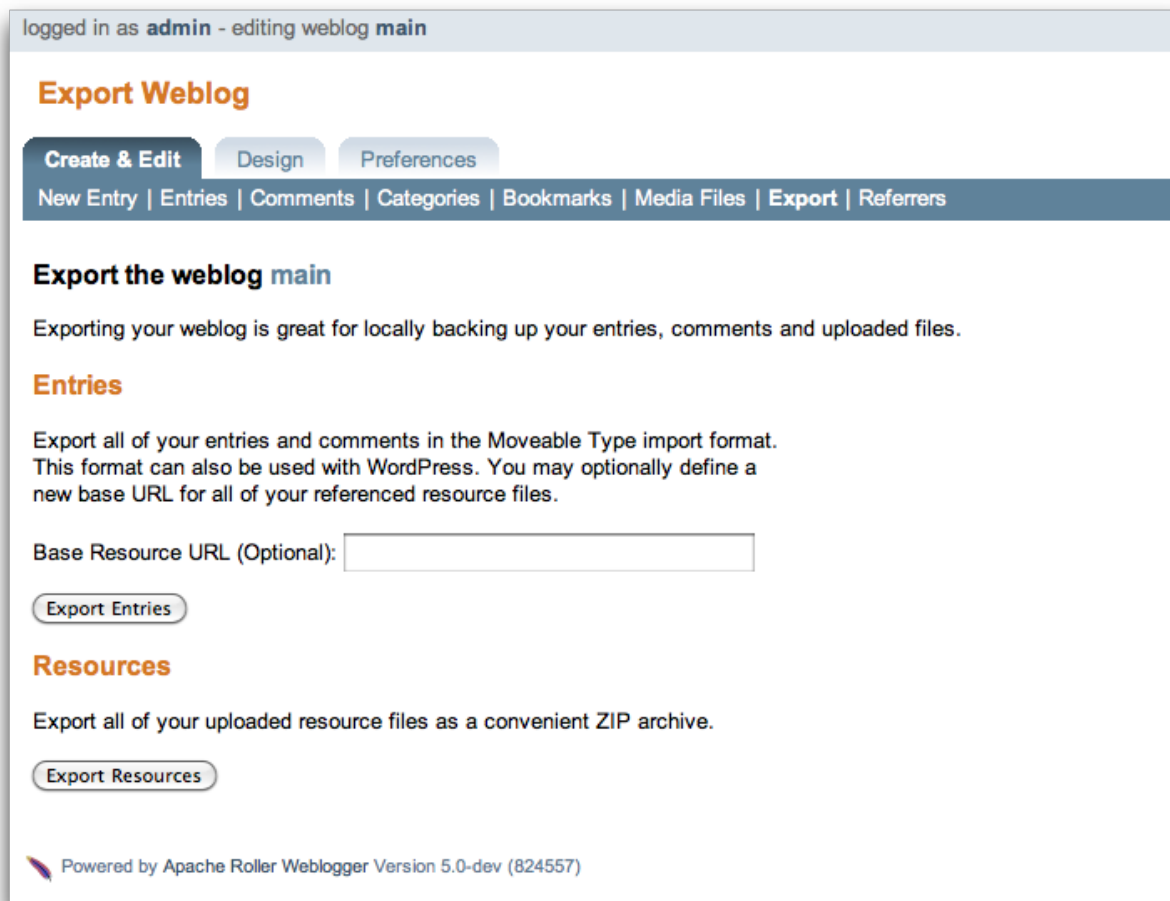 logged in as admin - editing weblog main
Export Weblog
Create & Edit Design Preferences
New Entry | Entries | Comments | Categories | Bookmarks | Media Files | Export | Referrers
Export the weblog main
Exporting your weblog is great for locally backing up your entries, comments and uploaded files.
Entries
Export all of your entries and comments in the Moveable Type import format.
This format can also be used with WordPress. You may optionally define a
new base URL for all of your referenced resource files.
Base Resource URL (Optional):
Export Entries
Resources
Export all of your uploaded resource files as a convenient ZIP archive.
Export Resources
Powered by Apache Roller Weblogger Version 5.0-dev (824557)